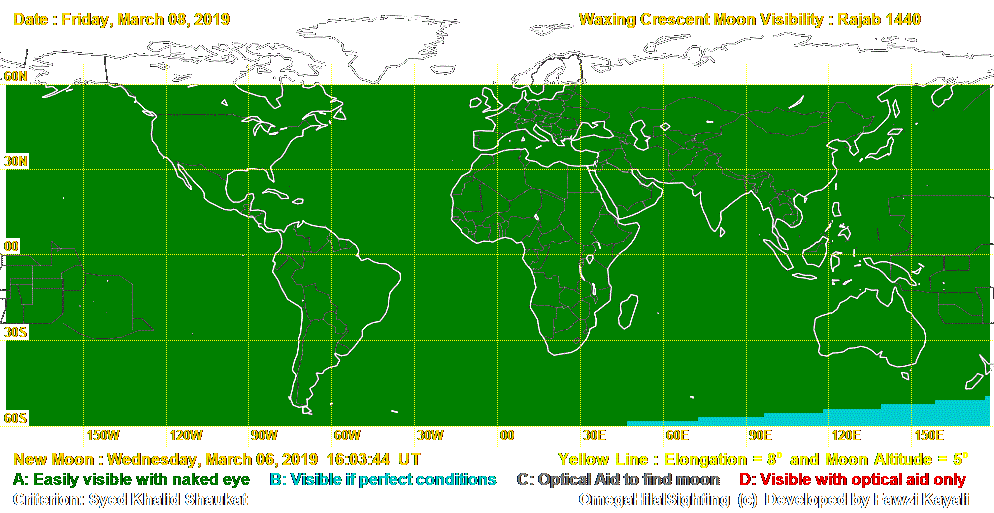 Date : Friday, March 08, 2019 Waxing Crescent Moon Visibility : Rajab 1440
60N
30N
00
30S
60S
150W 120W 90W 60W 30W 00 30E 60E 90E 120E 150E
New Moon : Wednesday, March 06, 2019 16:03:44 UT Yellow Line : Elongation = 8° and Moon Altitude = 5°
A: Easily visible with naked eye B: Visible if perfect conditions C: Optical Aid to find moon D: Visible with optical aid only
Criterion: Syed Khalid Shaukat OmegaHilalSighting (c) Developed by Fawzi Kayali